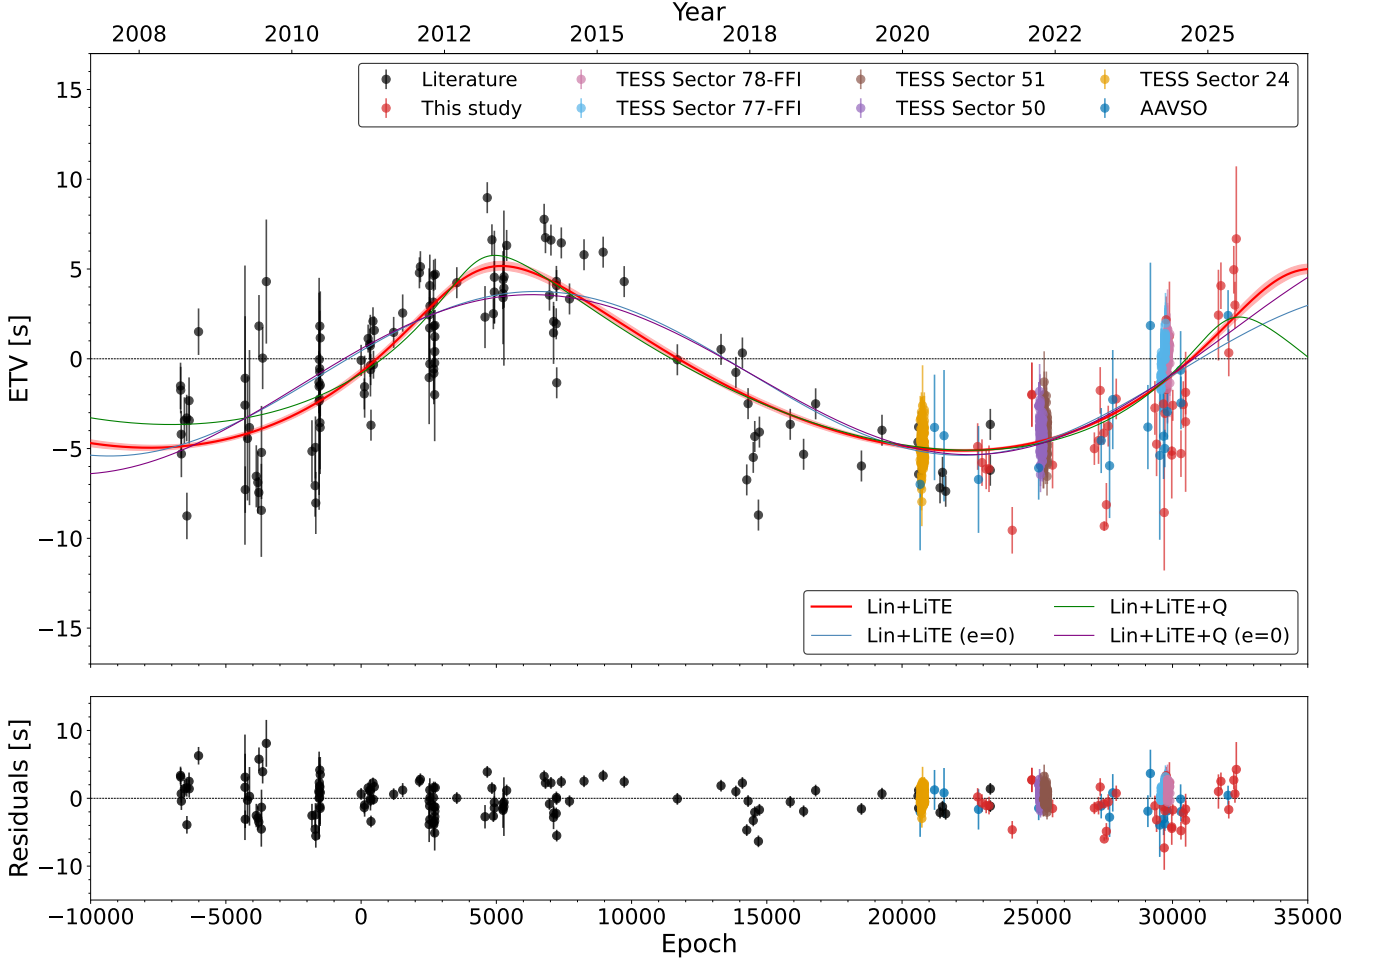 Year
2008 2010 2012 2015 2018 2020 2022 2025
Literature TESS Sector 78-FFI TESS Sector 51 TESS Sector 24
This study TESS Sector 77-FFI TESS Sector 50 AAVSO
15
10
5
0
−5
−10
−15
ETV [s]
Lin+LiTE Lin+LiTE+Q
Lin+LiTE (e=0) Lin+LiTE+Q (e=0)
10
0
−10
Residuals [s]
−10000 −5000 0 5000 10000 15000 20000 25000 30000 35000
Epoch